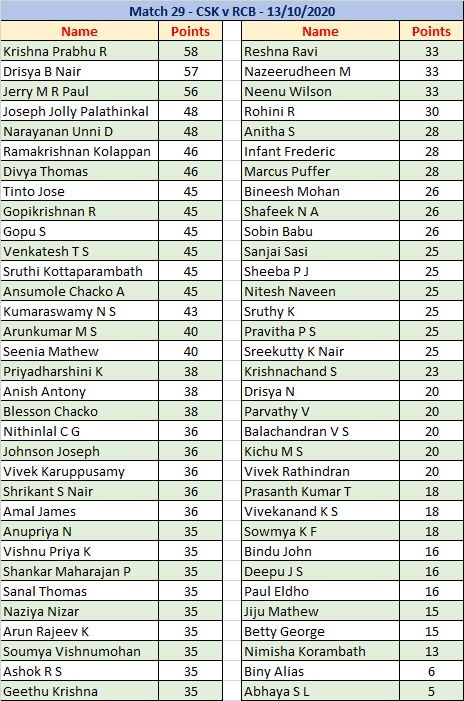 Match 29 - CSK v RCB - 13/10/2020
Name Points Name Points
Krishna Prabhu R 58 Reshna Ravi 33
Drisya B Nair 57 Nazeerudheen M 33
Jerry M R Paul 56 Neenu Wilson 33
Joseph Jolly Palathinkal 48 Rohini R 30
Narayanan Unni D 48 Anitha S 28
Ramakrishnan Kolappan 46 Infant Frederic 28
Divya Thomas 46 Marcus Puffer 28
Tinto Jose 45 Bineesh Mohan 26
Gopikrishnan R 45 Shafeek N A 26
Gopu S 45 Sobin Babu 26
Venkatesh T S 45 Sanjai Sasi 25
Sruthi Kottaparambath 45 Sheeba P J 25
Ansumole Chacko A 45 Nitesh Naveen 25
Kumaraswamy N S 43 Sruthy K 25
Arunkumar M S 40 Pravitha P S 25
Seenia Mathew 40 Sreekutty K Nair 25
Priyadharshini K 38 Krishnachand S 23
Anish Antony 38 Drisya N 20
Blesson Chacko 38 Parvathy V 20
Nithinlal C G 36 Balachandran V S 20
Johnson Joseph 36 Kichu M S 20
Vivek Karuppusamy 36 Vivek Rathindran 20
Shrikant S Nair 36 Prasanth Kumar T 18
Amal James 36 Vivekanand K S 18
Anupriya N 35 Sowmya K F 18
Vishnu Priya K 35 Bindu John 16
Shankar Maharajan P 35 Deepu J S 16
Sanal Thomas 35 Paul Eldho 16
Naziya Nizar 35 Jiju Mathew 15
Arun Rajeev K 35 Betty George 15
Soumya Vishnumohan 35 Nimisha Korambath 13
Ashok R S 35 Biny Alias 6
Geethu Krishna 35 Abhaya S L 5